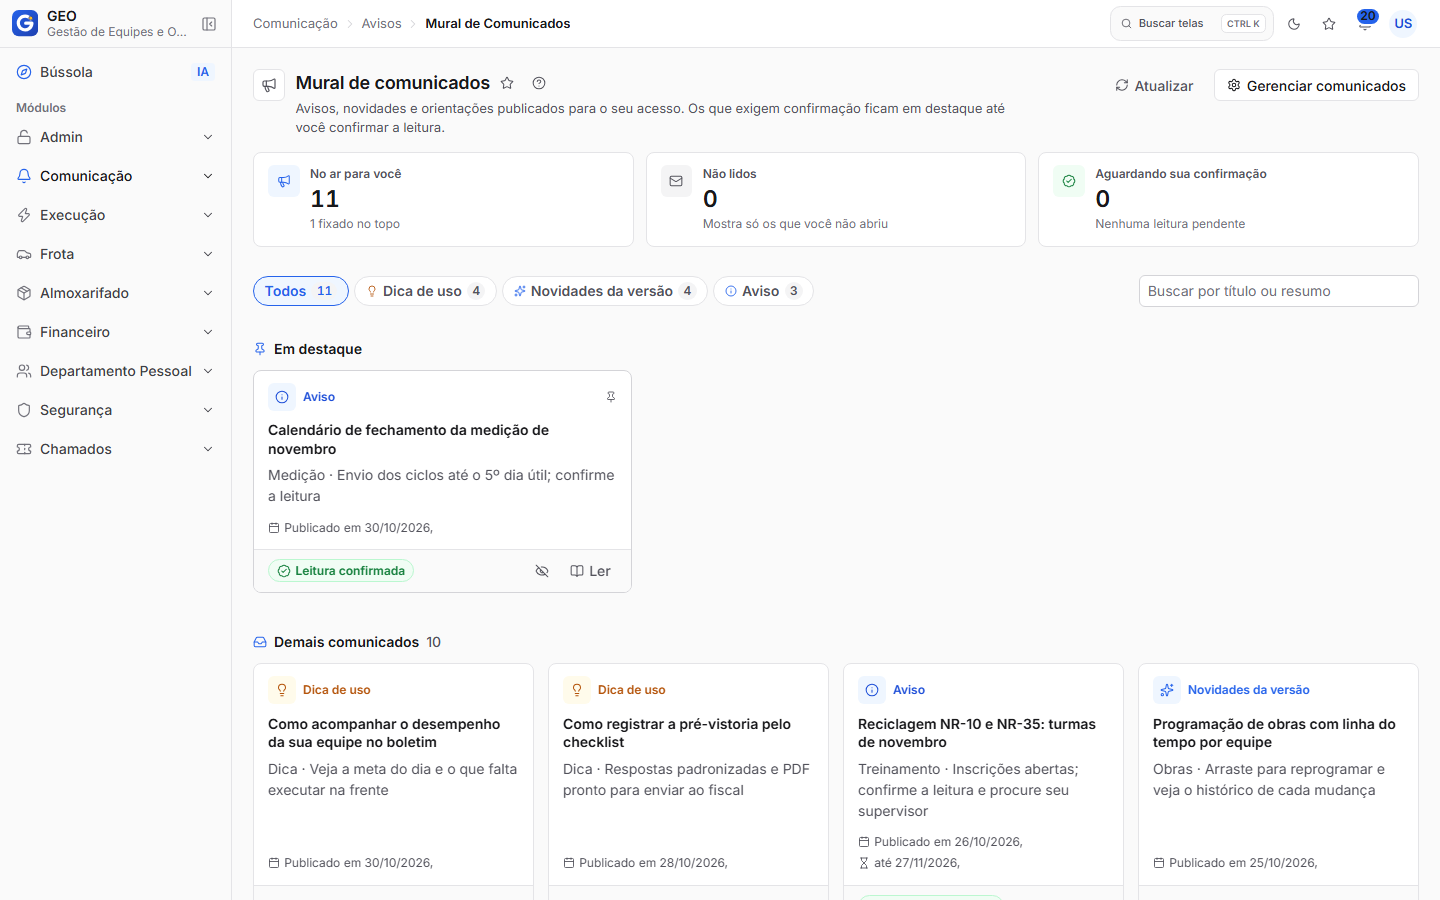 GEO
Gestão de Equipes e O...
Comunicação
Avisos
Mural de Comunicados
Buscar telas
CTRL K
20
US
Bússola
IA
Módulos
Admin
Comunicação
Execução
Frota
Almoxarifado
Financeiro
Departamento Pessoal
Segurança
Chamados
Mural de comunicados
Avisos, novidades e orientações publicados para o seu acesso. Os que exigem confirmação ficam em destaque até
você confirmar a leitura.
Atualizar
Gerenciar comunicados
No ar para você
11
1 fixado no topo
Não lidos
0
Mostra só os que você não abriu
Aguardando sua confirmação
0
Nenhuma leitura pendente
Todos 11
Dica de uso 4
Novidades da versão 4
Aviso 3
Buscar por título ou resumo
Em destaque
Aviso
Calendário de fechamento da medição de
novembro
Medição · Envio dos ciclos até o 5º dia útil; confirme
a leitura
Publicado em 30/10/2026,
Leitura confirmada
Ler
Demais comunicados 10
Dica de uso
Como acompanhar o desempenho
da sua equipe no boletim
Dica · Veja a meta do dia e o que falta
executar na frente
Publicado em 30/10/2026,
Dica de uso
Como registrar a pré-vistoria pelo
checklist
Dica · Respostas padronizadas e PDF
pronto para enviar ao fiscal
Publicado em 28/10/2026,
Aviso
Reciclagem NR-10 e NR-35: turmas
de novembro
Treinamento · Inscrições abertas;
confirme a leitura e procure seu
supervisor
Publicado em 26/10/2026,
até 27/11/2026,
Novidades da versão
Programação de obras com linha do
tempo por equipe
Obras · Arraste para reprogramar e
veja o histórico de cada mudança
Publicado em 25/10/2026,